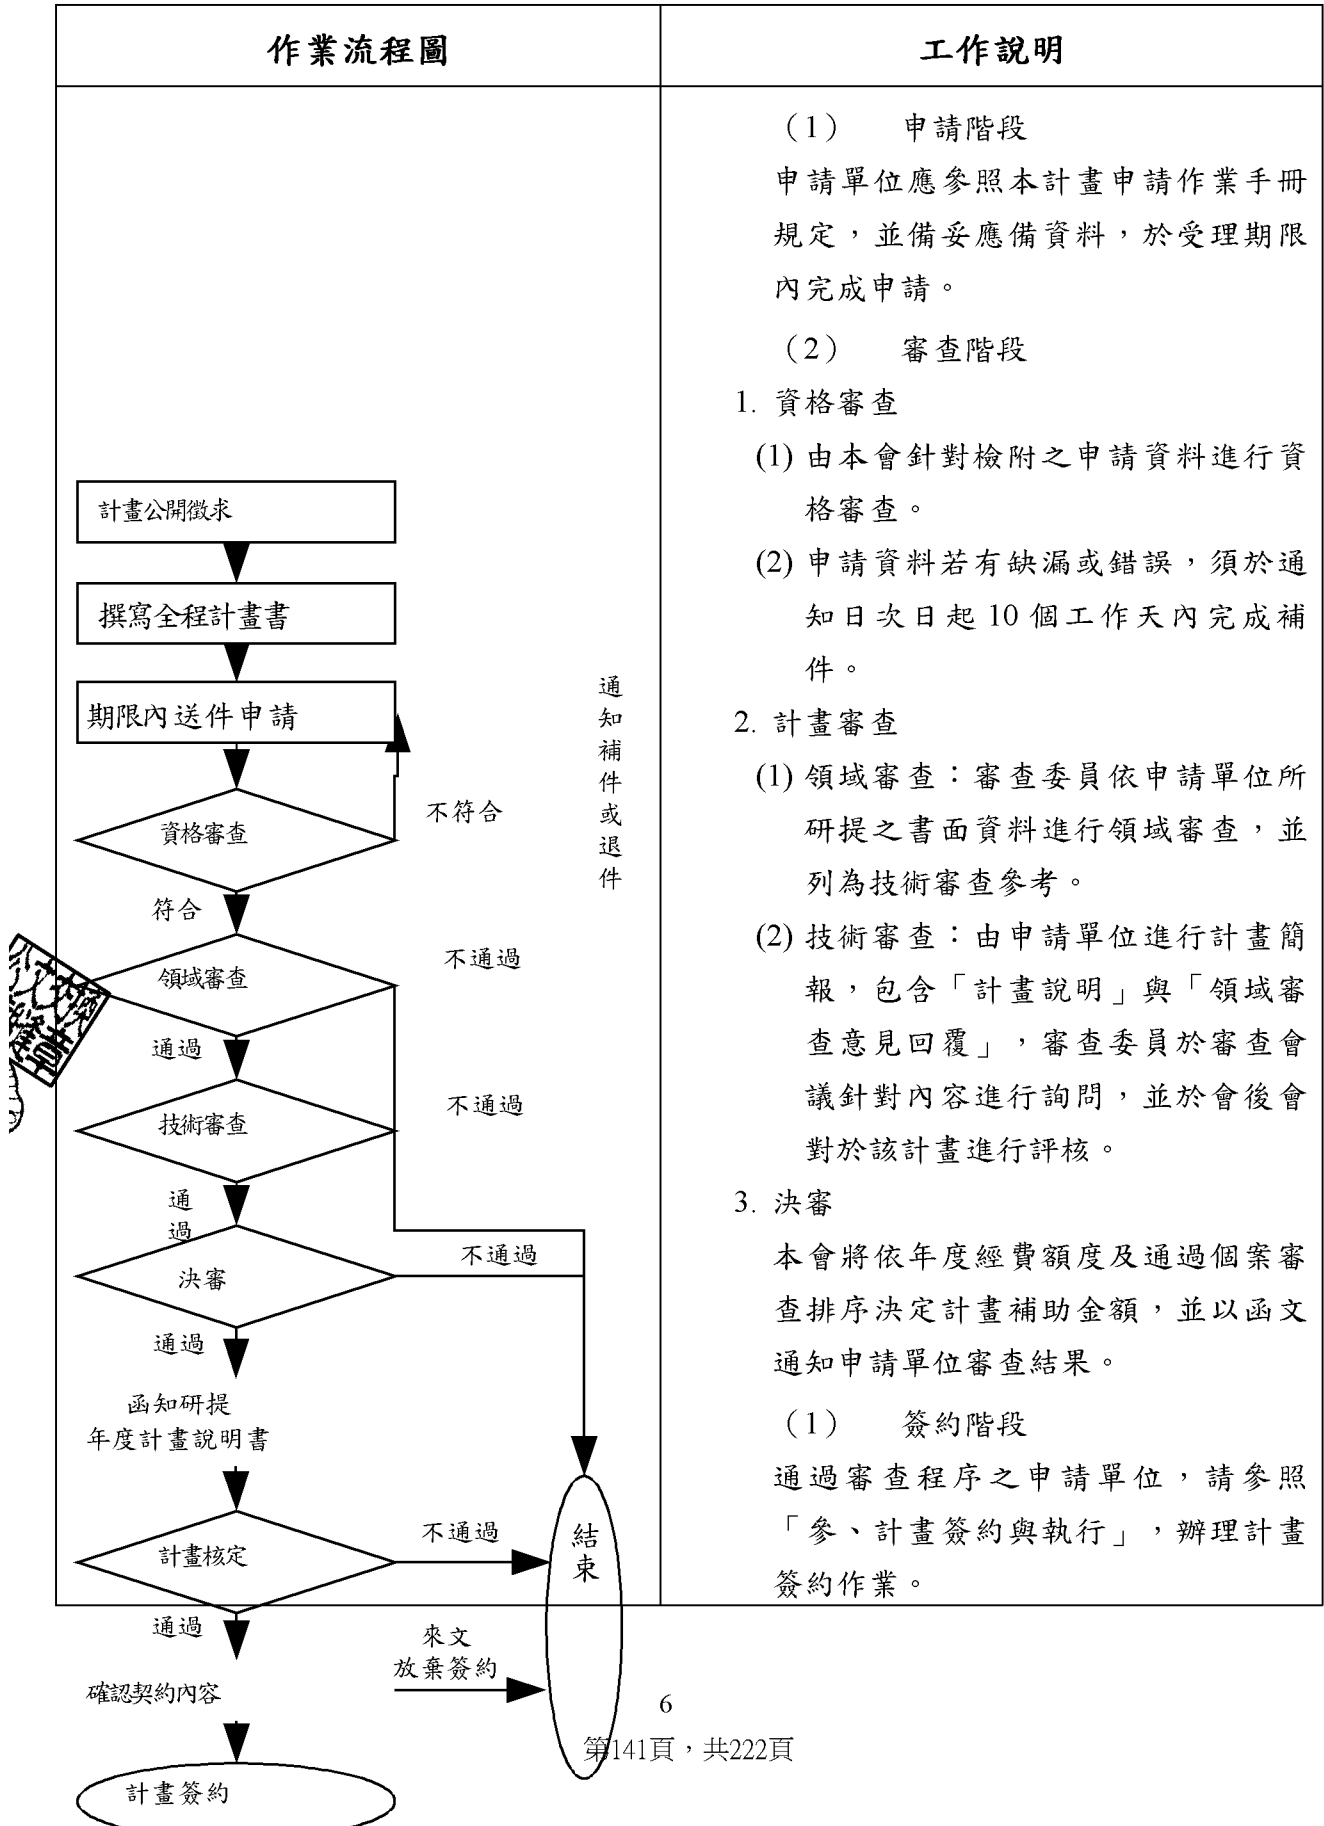 作業流程圖
工作說明
計畫公開徵求
撰寫全程計畫書
期限內送件申請
通知補件或退件
資格審查
不符合
符合
領域審查
不通過
通過
技術審查
不通過
通
過
決審
不通過
通過
函知研提
年度計畫說明書
計畫核定
不通過
結束
通過
來文
放棄簽約
確認契約內容
計畫簽約
（1） 申請階段
申請單位應參照本計畫申請作業手冊
規定，並備妥應備資料，於受理期限
內完成申請。
（2） 審查階段
1. 資格審查
(1) 由本會針對檢附之申請資料進行資
格審查。
(2) 申請資料若有缺漏或錯誤，須於通
知日次日起 10 個工作天內完成補
件。
2. 計畫審查
(1) 領域審查：審查委員依申請單位所
研提之書面資料進行領域審查，並
列為技術審查參考。
(2) 技術審查：由申請單位進行計畫簡
報，包含「計畫說明」與「領域審
查意見回覆」，審查委員於審查會
議針對內容進行詢問，並於會後會
對於該計畫進行評核。
3. 決審
本會將依年度經費額度及通過個案審
查排序決定計畫補助金額，並以函文
通知申請單位審查結果。
（1） 簽約階段
通過審查程序之申請單位，請參照
「參、計畫簽約與執行」，辦理計畫
簽約作業。
6
第141頁，共222頁